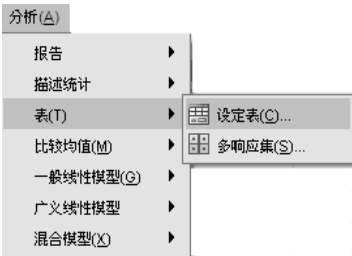 分析(A)
报告
描述统计
表(T)
设定表(C)...
比较均值(M)
多响应集(S)...
一般线性模型(G)
广义线性模型
混合模型(X)